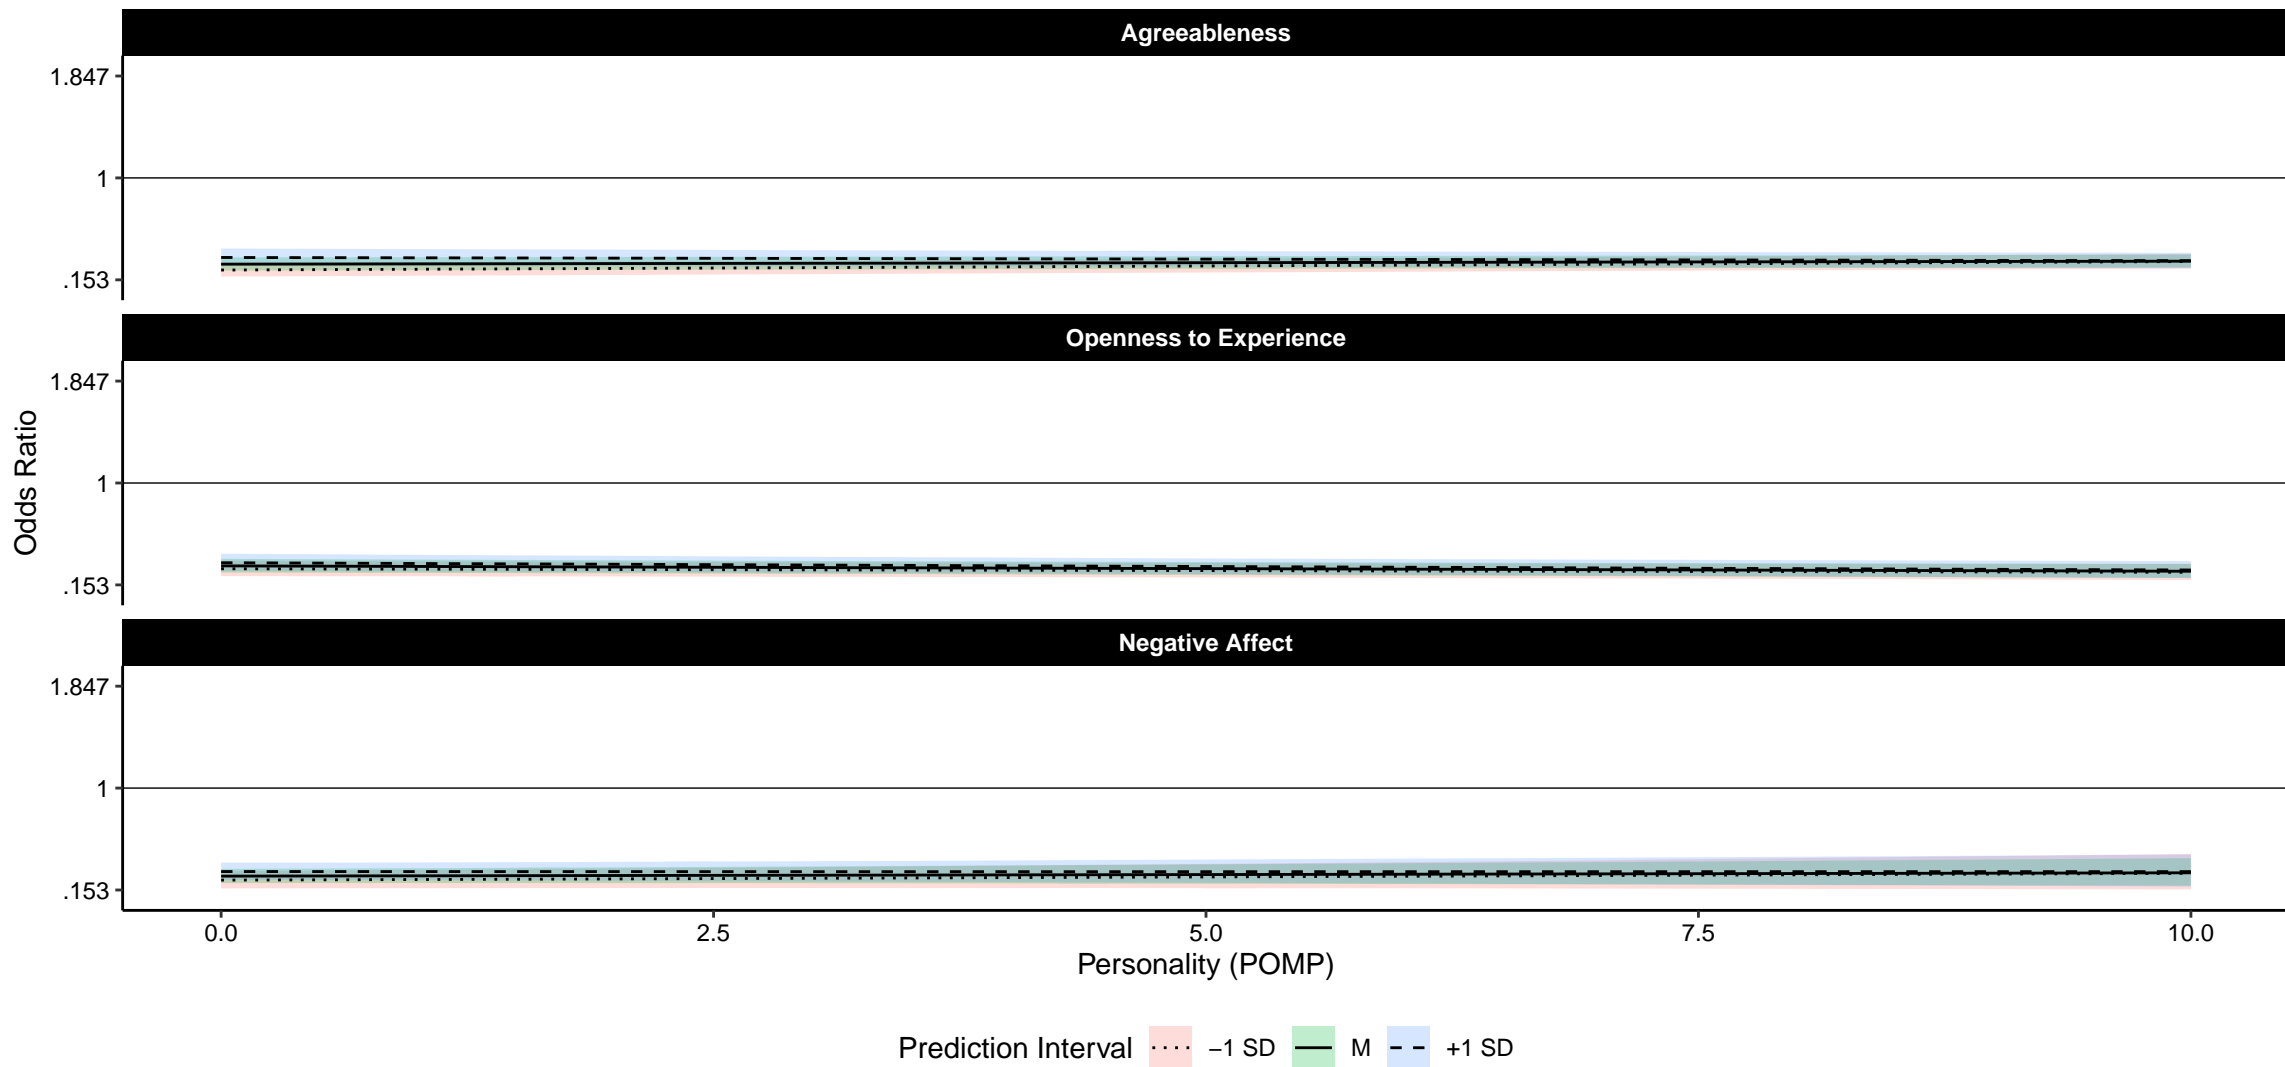 Agreeableness
1.847
1
.153
Openness to Experience
1.847
1
.153
Negative Affect
1.847
1
.153
Odds Ratio
0.0 2.5 5.0 7.5 10.0
Personality (POMP)
Prediction Interval −1 SD M +1 SD